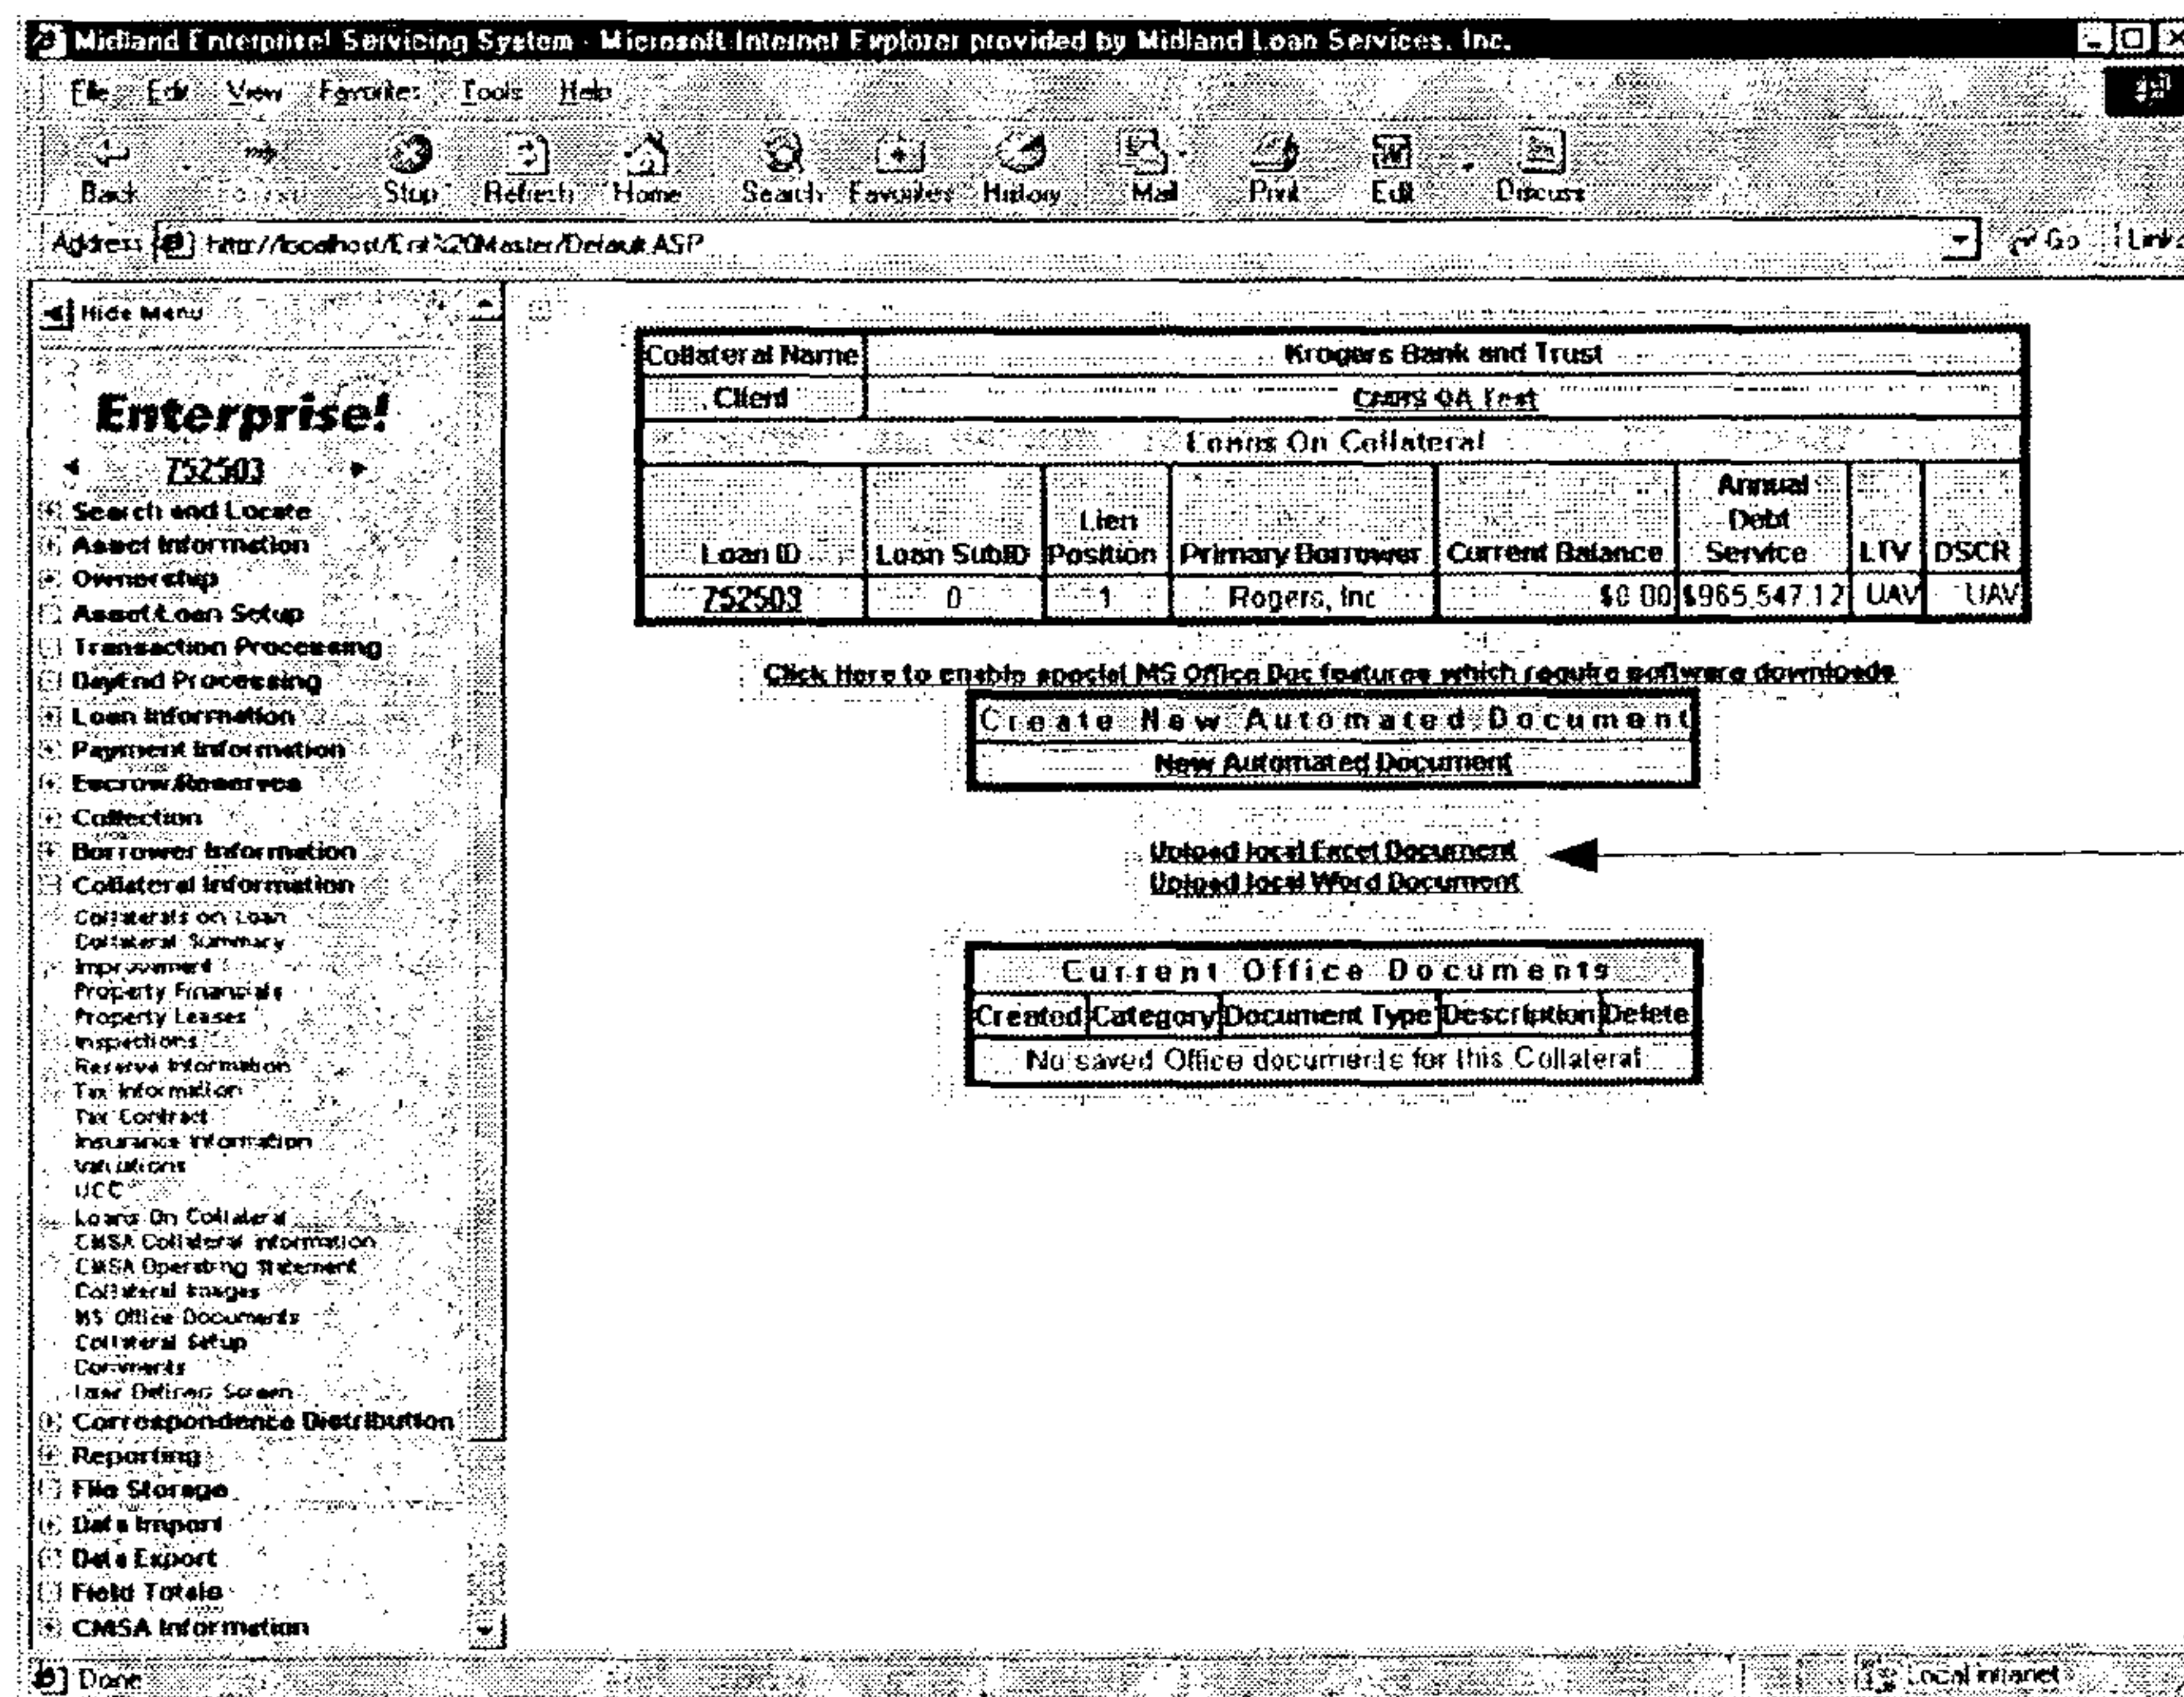 Midland Enterprise! Servicing System - Microsoft Internet Explorer provided by Midland Loan Services, Inc.
File Edit View Favorites Tools Help
Back Stop Refresh Home Search Favorites History Mail Print Edit Discuss
Address Go Links
Hide Menu
Enterprise!
752503
Search and Locate
Asset Information
Ownership
Asset/Loan Setup
Transaction Processing
DayEnd Processing
Loan Information
Payment Information
Escrow/Reserves
Collection
Borrower Information
Collateral Information
Collaterals on Loan
Collateral Summary
Improvement
Property Financials
Property Leases
Inspections
Reserve Information
Tax Information
Tax Contract
Insurance Information
Valuations
UCC
Loans On Collateral
CMSA Collateral Information
CMSA Operating Statement
Collateral Images
MS Office Documents
Collateral Setup
Comments
User Defined Screen
Correspondence Distribution
Reporting
File Storage
Data Import
Data Export
Field Totals
CMSA Information
Collateral Name Krogers Bank and Trust
Client CMBS QA Test
Loans On Collateral
Loan ID Loan SubID Lien Position Primary Borrower Current Balance Annual Debt Service LTV DSCR
752503 0 1 Rogers, Inc $0.00 $965,547.12 UAV UAV
Click Here to enable special MS Office Doc features which require software downloads
Create New Automated Document
New Automated Document
Upload local Excel Document
Upload local Word Document
Current Office Documents
Created Category Document Type Description Delete
No saved Office documents for this Collateral
Done Local intranet